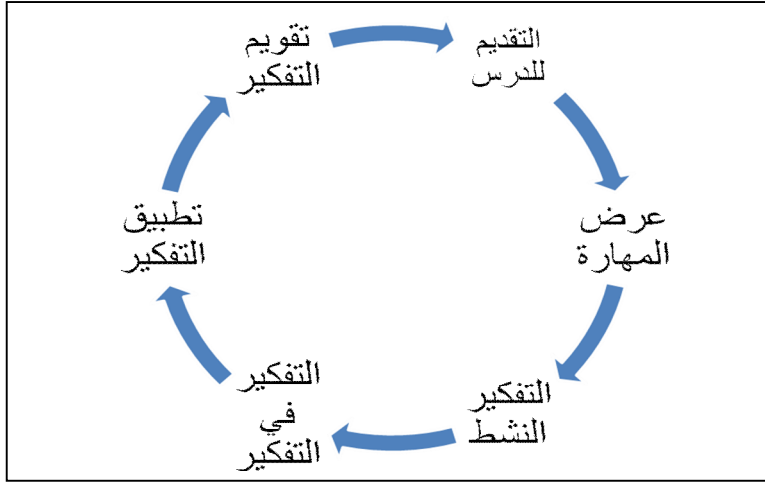 التقديم
للدرس
عرض
المهارة
التفكير
النشط
التفكير
في
التفكير
تطبيق
التفكير
تقويم
التفكير